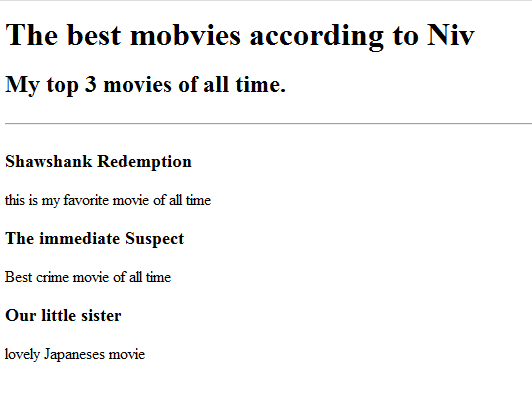 The best mobvies according to Niv
My top 3 movies of all time.
Shawshank Redemption
this is my favorite movie of all time
The immediate Suspect
Best crime movie of all time
Our little sister
lovely Japaneses movie